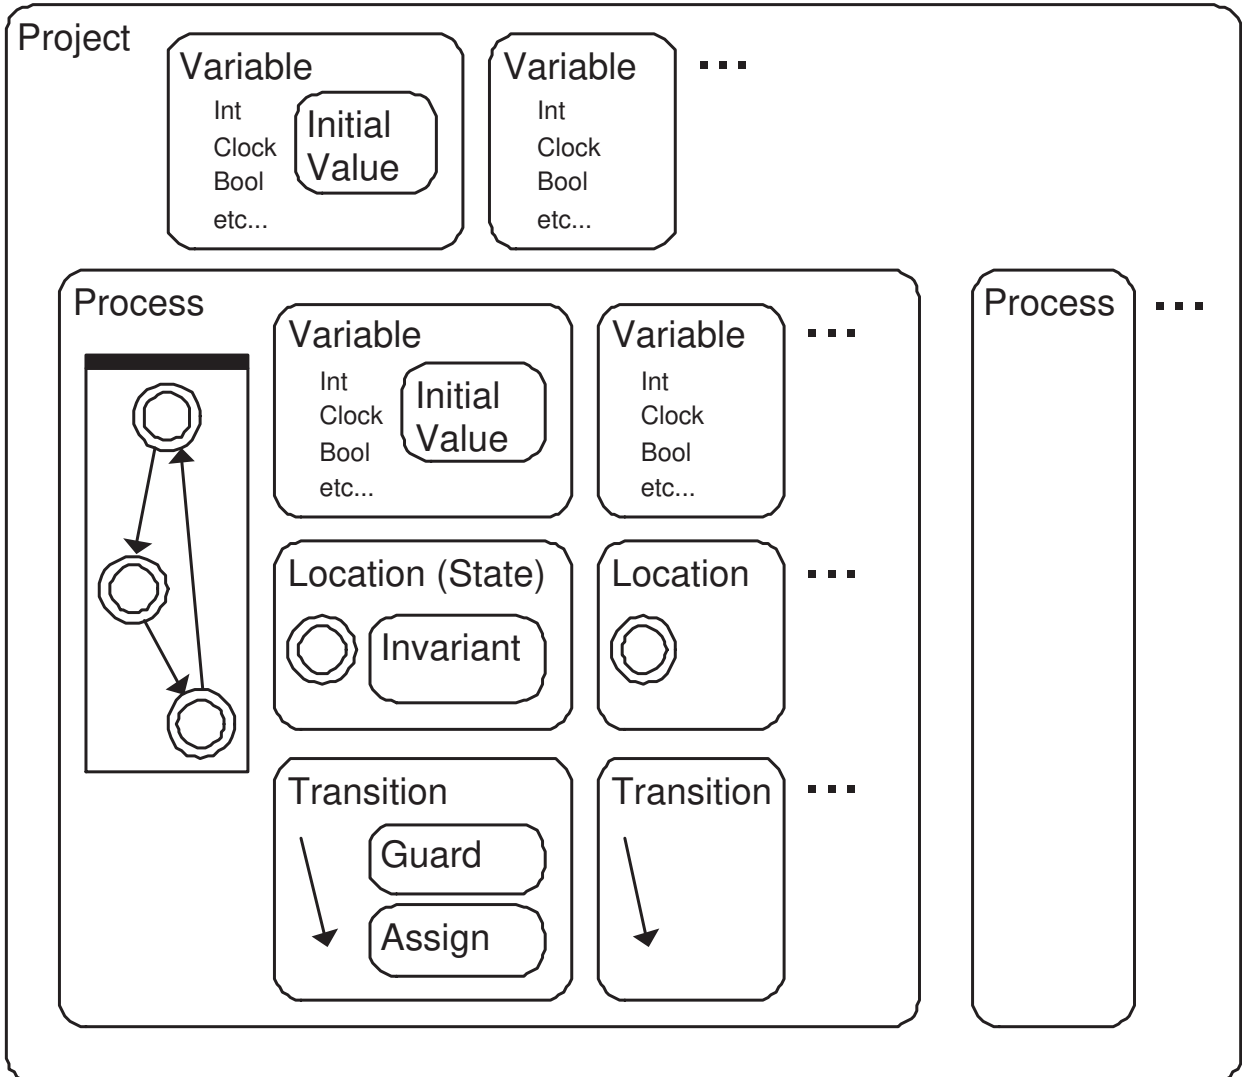 Project
Variable
Int
Clock
Bool
etc...
Initial
Value
Variable
Int
Clock
Bool
etc...
...
Process
Variable
Int
Clock
Bool
etc...
Initial
Value
Variable
Int
Clock
Bool
etc...
...
Location (State)
Invariant
Location
...
Transition
Guard
Assign
Transition
...
Process
...